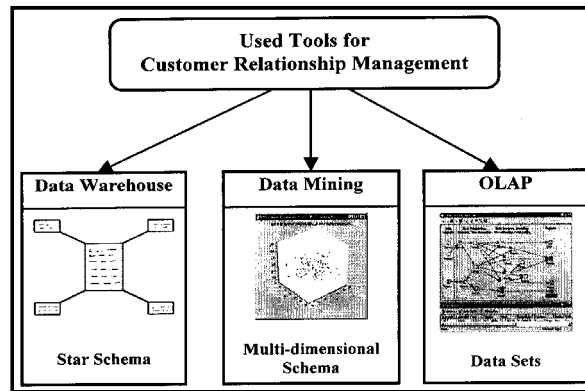 Used Tools for
Customer Relationship Management
Data Warehouse
Data Mining
OLAP
Star Schema
Multi-dimensional
Schema
Data Sets